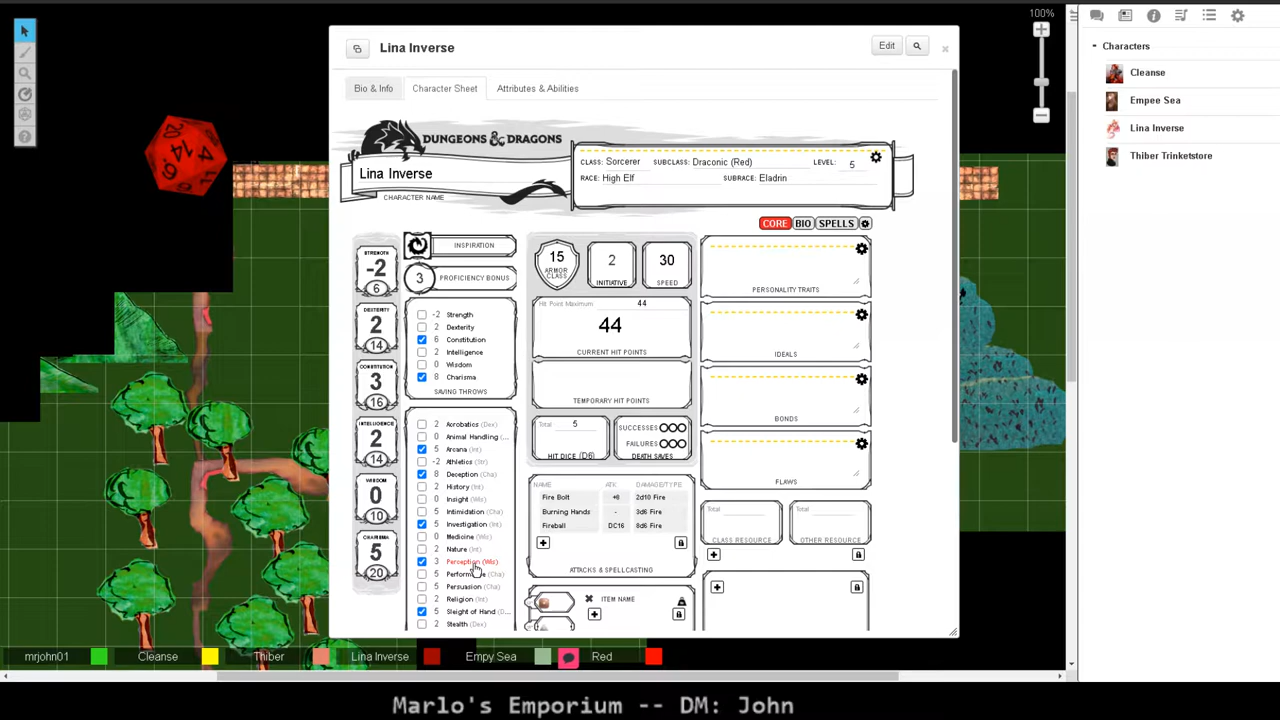 100%
Lina Inverse
Edit
Bio & Info
Character Sheet
Attributes & Abilities
Characters
Cleanse
Empee Sea
Lina Inverse
Thiber Trinketstore
DUNGEONS & DRAGONS
Lina Inverse
CHARACTER NAME
CLASS: Sorcerer SUBCLASS: Draconic (Red) LEVEL: 5
RACE: High Elf SUBRACE: Eladrin
CORE BIO SPELLS
STRENGTH
-2
6
DEXTERITY
2
14
CONSTITUTION
3
16
INTELLIGENCE
2
14
WISDOM
0
10
CHARISMA
5
20
INSPIRATION
3 PROFICIENCY BONUS
-2 Strength
2 Dexterity
6 Constitution
2 Intelligence
0 Wisdom
8 Charisma
SAVING THROWS
2 Acrobatics (Dex)
0 Animal Handling (...
5 Arcana (Int)
-2 Athletics (Str)
8 Deception (Cha)
2 History (Int)
0 Insight (Wis)
5 Intimidation (Cha)
5 Investigation (Int)
0 Medicine (Wis)
2 Nature (Int)
3 Perception (Wis)
5 (Cha)
5 Persuasion (Cha)
2 Religion (Int)
5 Sleight of Hand (D...
2 Stealth (Dex)
15
ARMOR
CLASS
2
INITIATIVE
30
SPEED
Hit Point Maximum 44
44
CURRENT HIT POINTS
TEMPORARY HIT POINTS
Total 5
HIT DICE (D6)
SUCCESSES
FAILURES
DEATH SAVES
NAME ATK DAMAGE/TYPE
Fire Bolt +8 2d10 Fire
Burning Hands - 3d6 Fire
Fireball DC16 8d6 Fire
ATTACKS & SPELLCASTING
ITEM NAME
PERSONALITY TRAITS
IDEALS
BONDS
FLAWS
Total
CLASS RESOURCE
Total
OTHER RESOURCE
20
14
mrjohn01
Cleanse
Thiber
Lina Inverse
Empy Sea
Red
Marlo's Emporium -- DM: John